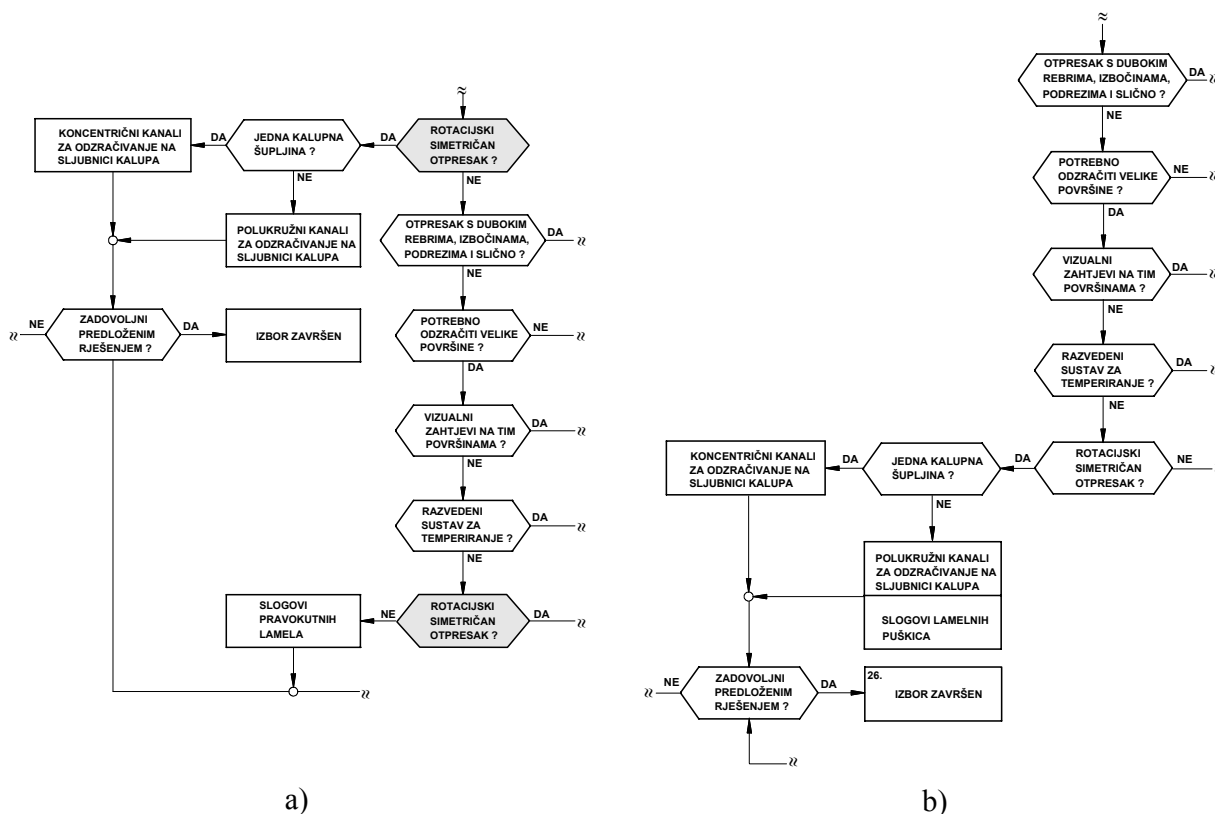 ROTACIJSKI
SIMETRIČAN
OTPRESAK ?
DA
NE
JEDNA KALUPNA
ŠUPLJINA ?
DA
NE
KONCENTRIČNI KANALI
ZA ODZRAČIVANJE NA
SLJUBNICI KALUPA
POLUKRUŽNI KANALI
ZA ODZRAČIVANJE NA
SLJUBNICI KALUPA
OTPRESAK S DUBOKIM
REBRIMA, IZBOČINAMA,
PODREZIMA I SLIČNO ?
DA
NE
ZADOVOLJNI
PREDLOŽENIM
RJEŠENJEM ?
NE
DA
IZBOR ZAVRŠEN
POTREBNO
ODZRAČITI VELIKE
POVRŠINE ?
NE
DA
VIZUALNI
ZAHTJEVI NA TIM
POVRŠINAMA ?
DA
NE
RAZVEDENI
SUSTAV ZA
TEMPERIRANJE ?
DA
NE
ROTACIJSKI
SIMETRIČAN
OTPRESAK ?
NE
DA
SLOGOVI
PRAVOKUTNIH
LAMELA
a)
OTPRESAK S DUBOKIM
REBRIMA, IZBOČINAMA,
PODREZIMA I SLIČNO ?
DA
NE
POTREBNO
ODZRAČITI VELIKE
POVRŠINE ?
NE
DA
VIZUALNI
ZAHTJEVI NA TIM
POVRŠINAMA ?
DA
NE
RAZVEDENI
SUSTAV ZA
TEMPERIRANJE ?
DA
NE
ROTACIJSKI
SIMETRIČAN
OTPRESAK ?
DA
NE
JEDNA KALUPNA
ŠUPLJINA ?
DA
NE
KONCENTRIČNI KANALI
ZA ODZRAČIVANJE NA
SLJUBNICI KALUPA
POLUKRUŽNI KANALI
ZA ODZRAČIVANJE NA
SLJUBNICI KALUPA
SLOGOVI LAMELNIH
PUŠKICA
ZADOVOLJNI
PREDLOŽENIM
RJEŠENJEM ?
NE
DA
26.
IZBOR ZAVRŠEN
b)